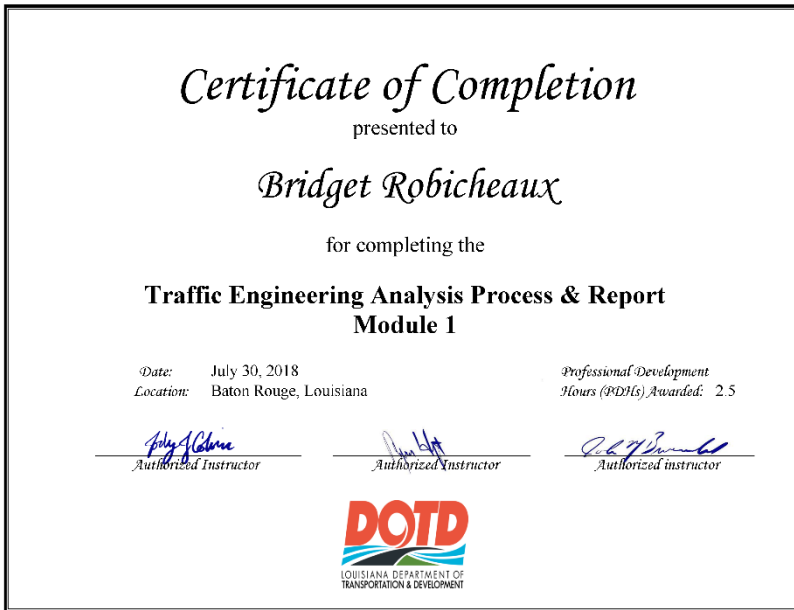 Certificate of Completion
presented to
Bridget Robicheaux
for completing the
Traffic Engineering Analysis Process & Report
Module 1
Date: July 30, 2018
Location: Baton Rouge, Louisiana
Professional Development
Hours (PDHs) Awarded: 2.5
Authorized Instructor
Authorized Instructor
Authorized instructor
DOTD
LOUISIANA DEPARTMENT OF
TRANSPORTATION & DEVELOPMENT